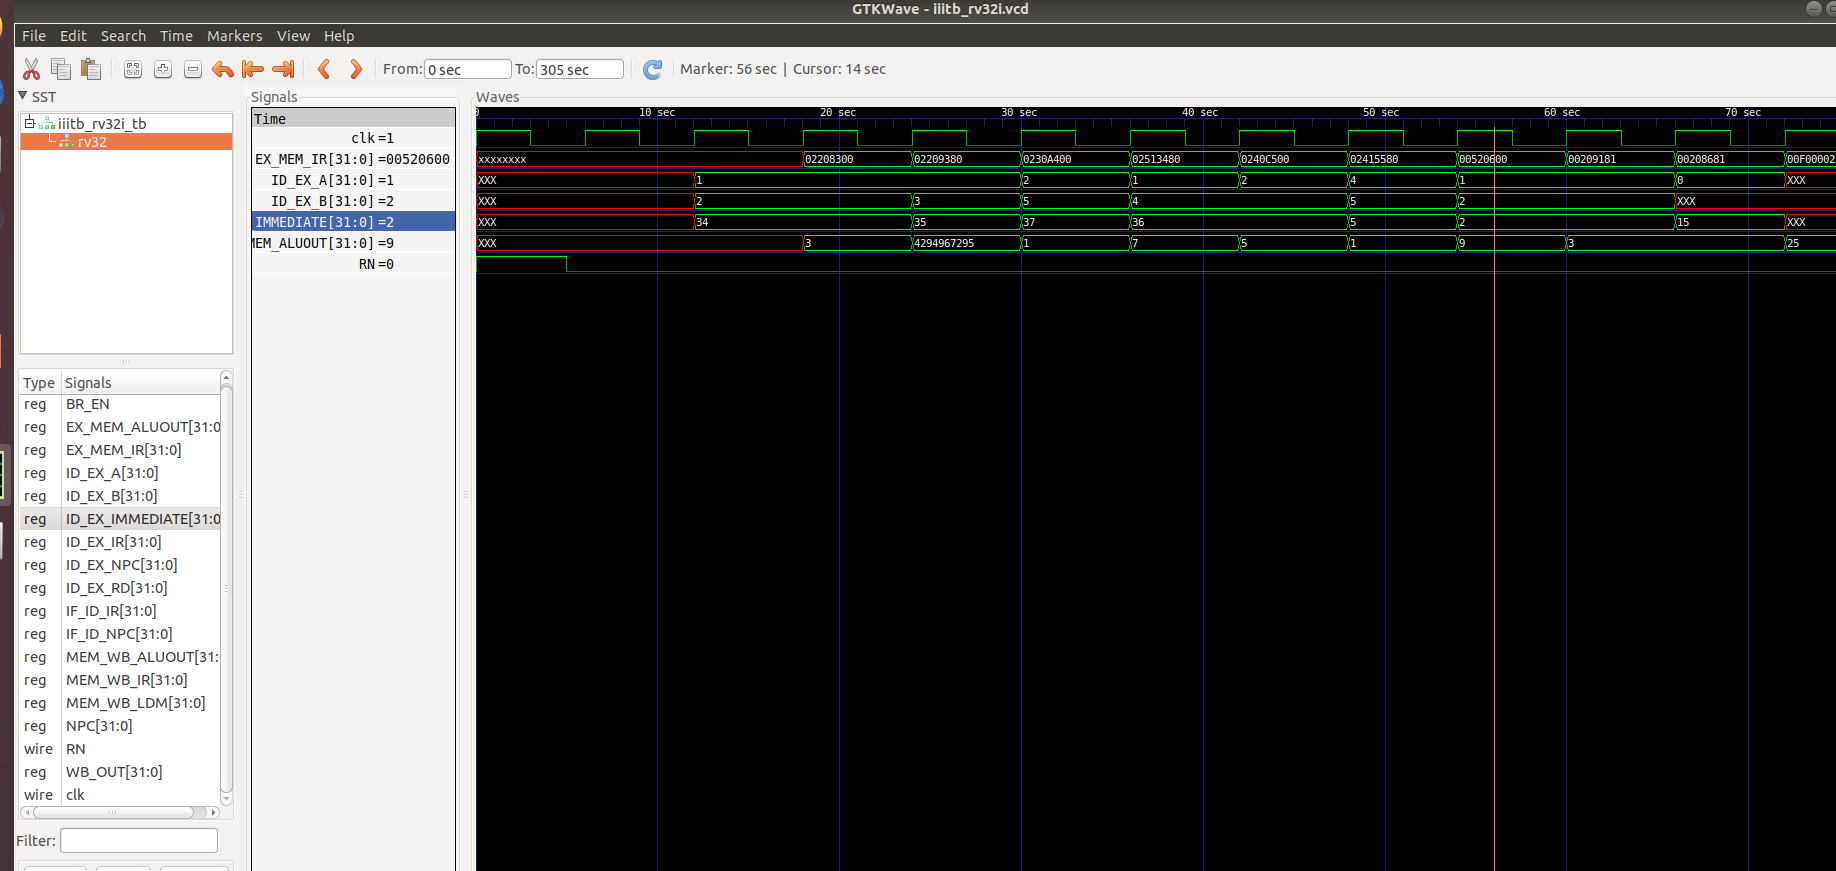 GTKWave - iiitb_rv32i.vcd
File Edit Search Time Markers View Help
From: 0 sec To: 305 sec Marker: 56 sec | Cursor: 14 sec
SST
iiitb_rv32i_tb
rv32
Type Signals
reg BR_EN
reg EX_MEM_ALUOUT[31:0
reg EX_MEM_IR[31:0]
reg ID_EX_A[31:0]
reg ID_EX_B[31:0]
reg ID_EX_IMMEDIATE[31:0
reg ID_EX_IR[31:0]
reg ID_EX_NPC[31:0]
reg ID_EX_RD[31:0]
reg IF_ID_IR[31:0]
reg IF_ID_NPC[31:0]
reg MEM_WB_ALUOUT[31:
reg MEM_WB_IR[31:0]
reg MEM_WB_LDM[31:0]
reg NPC[31:0]
wire RN
reg WB_OUT[31:0]
wire clk
Filter:
Signals
Time
clk =1
EX_MEM_IR[31:0] =00520600
ID_EX_A[31:0] =1
ID_EX_B[31:0] =2
IMMEDIATE[31:0] =2
MEM_ALUOUT[31:0] =9
RN =0
Waves
0 10 sec 20 sec 30 sec 40 sec 50 sec 60 sec 70 sec
xxxxxxxx 02208300 02209380 0230A400 02513480 0240C500 02415580 00520600 00209181 00208681 00F00002
XXX 1 2 1 2 4 1 0 XXX
XXX 2 3 5 4 5 2 XXX
XXX 34 35 37 36 5 2 15 XXX
XXX 3 4294967295 1 7 5 1 9 3 25